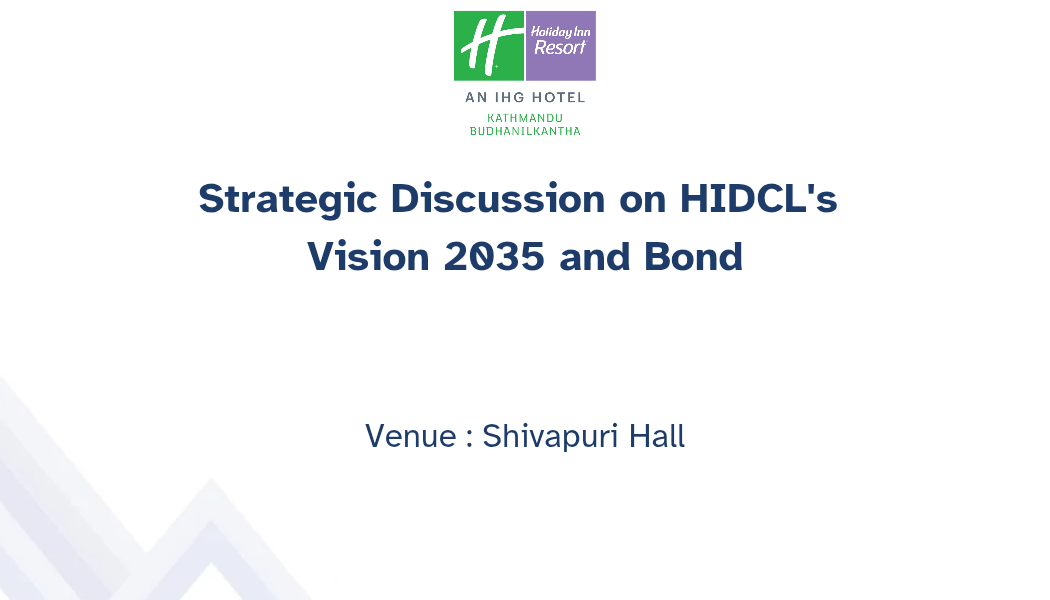 Holiday Inn
Resort
AN IHG HOTEL
KATHMANDU
BUDHANILKANTHA
Strategic Discussion on HIDCL's
Vision 2035 and Bond
Venue : Shivapuri Hall